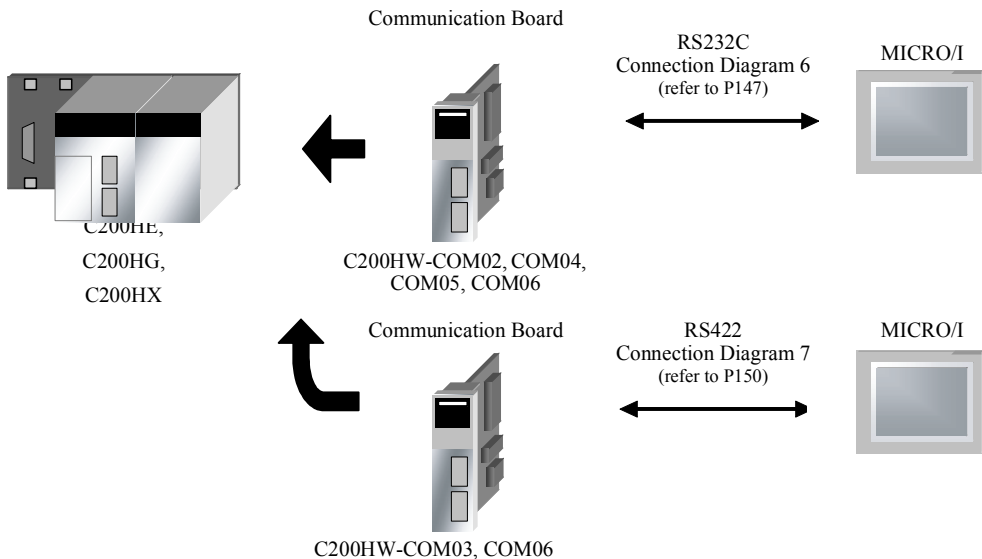 Communication Board
RS232C
Connection Diagram 6
(refer to P147)
MICRO/I
C200HE,
C200HG,
C200HX
C200HW-COM02, COM04,
COM05, COM06
Communication Board
RS422
Connection Diagram 7
(refer to P150)
MICRO/I
C200HW-COM03, COM06